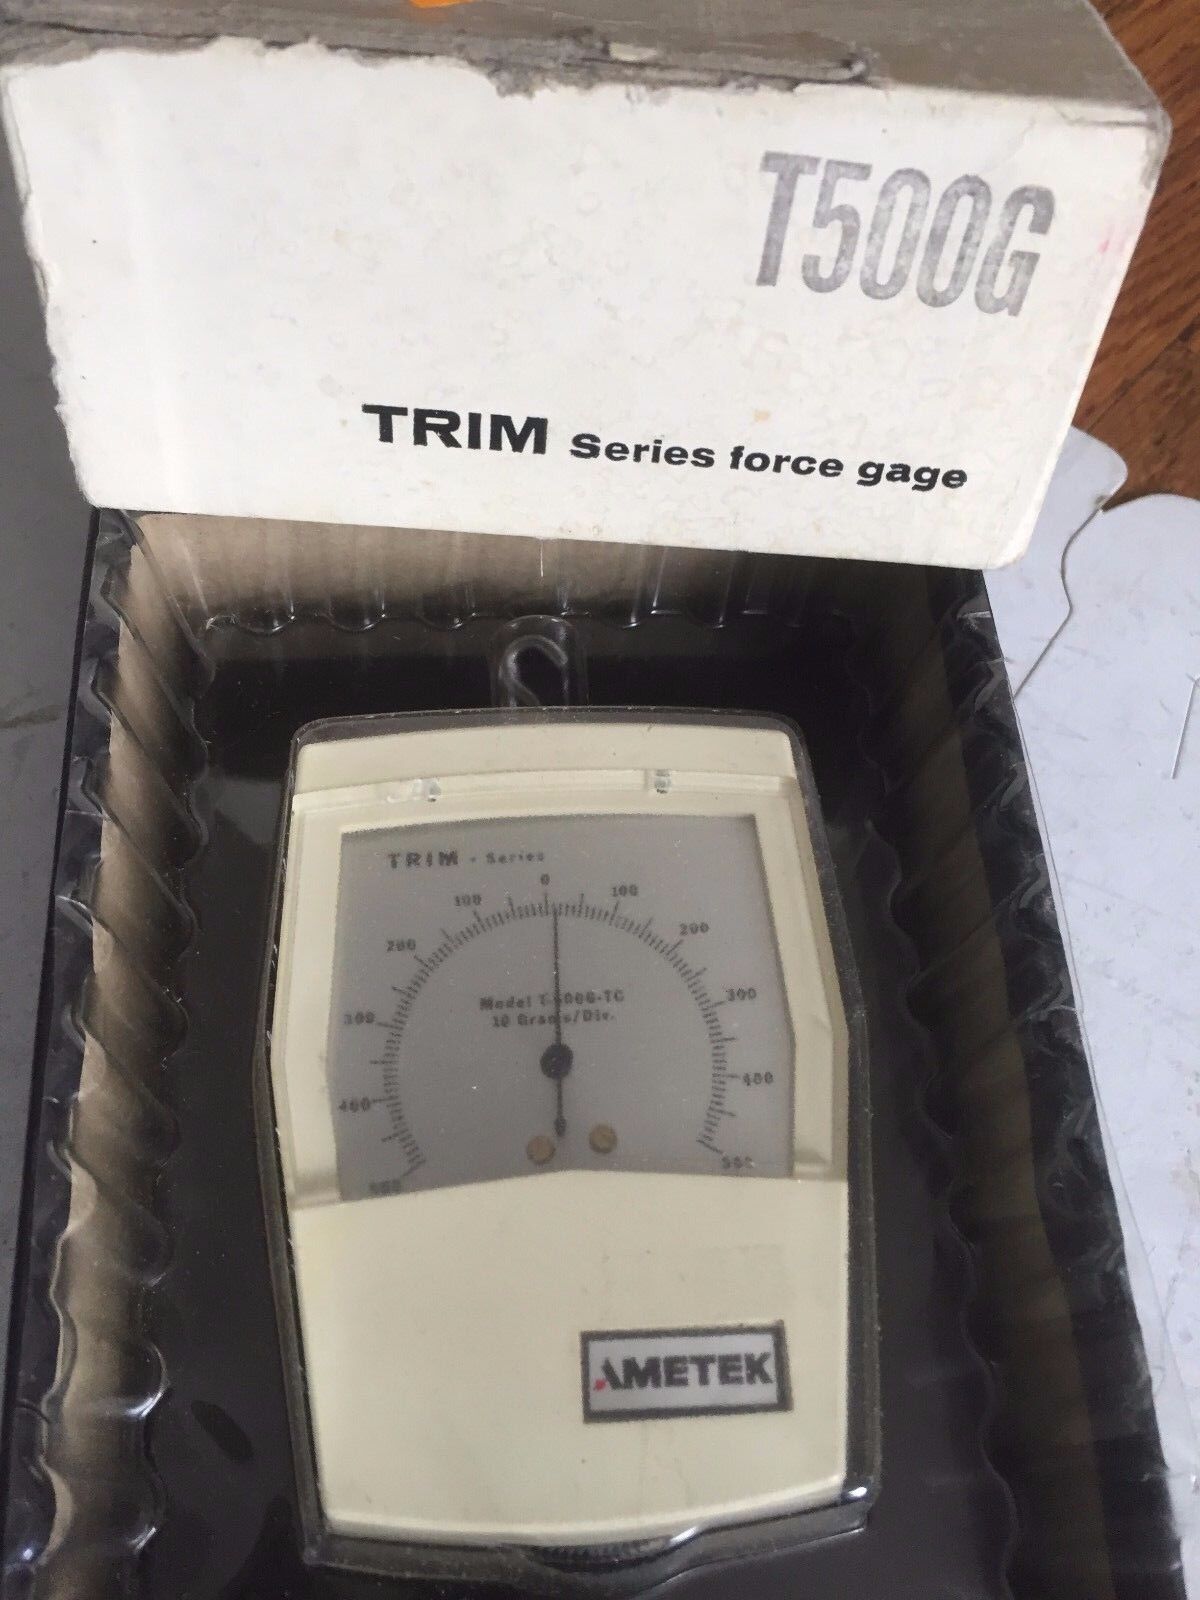 T500G
TRIM Series force gage
TRIM - Series
0
100 100
200 200
300 300
400 400
500 500
Model T-500G-TC
10 Grams/Div.
AMETEK